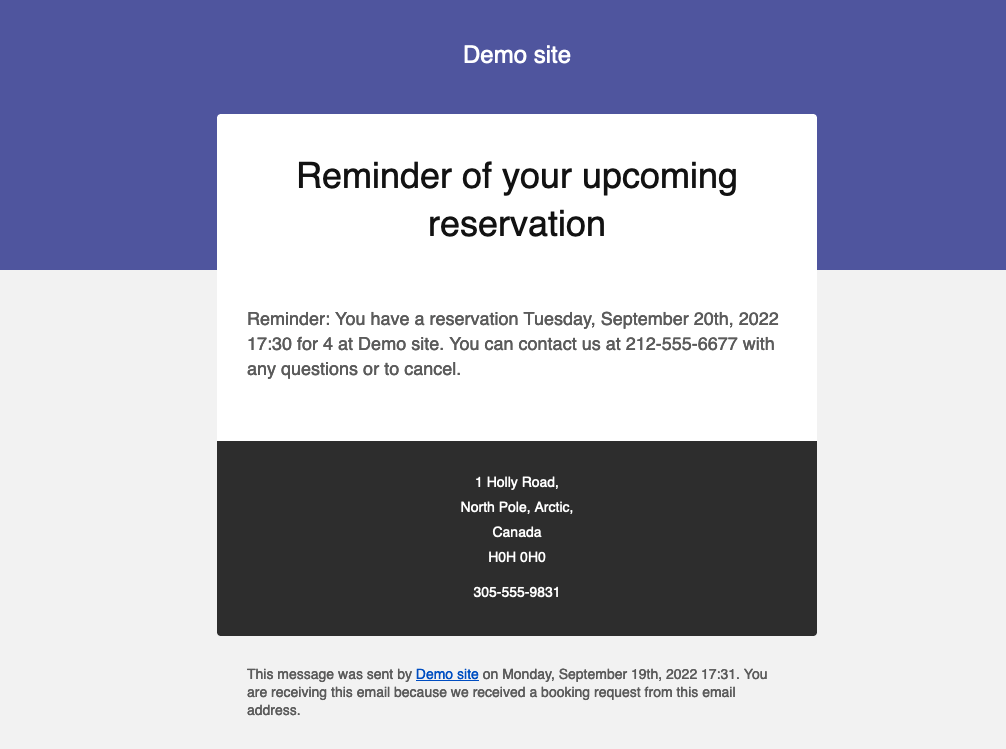 Demo site
Reminder of your upcoming
reservation
Reminder: You have a reservation Tuesday, September 20th, 2022
17:30 for 4 at Demo site. You can contact us at 212-555-6677 with
any questions or to cancel.
1 Holly Road,
North Pole, Arctic,
Canada
H0H 0H0
305-555-9831
This message was sent by Demo site on Monday, September 19th, 2022 17:31. You
are receiving this email because we received a booking request from this email
address.